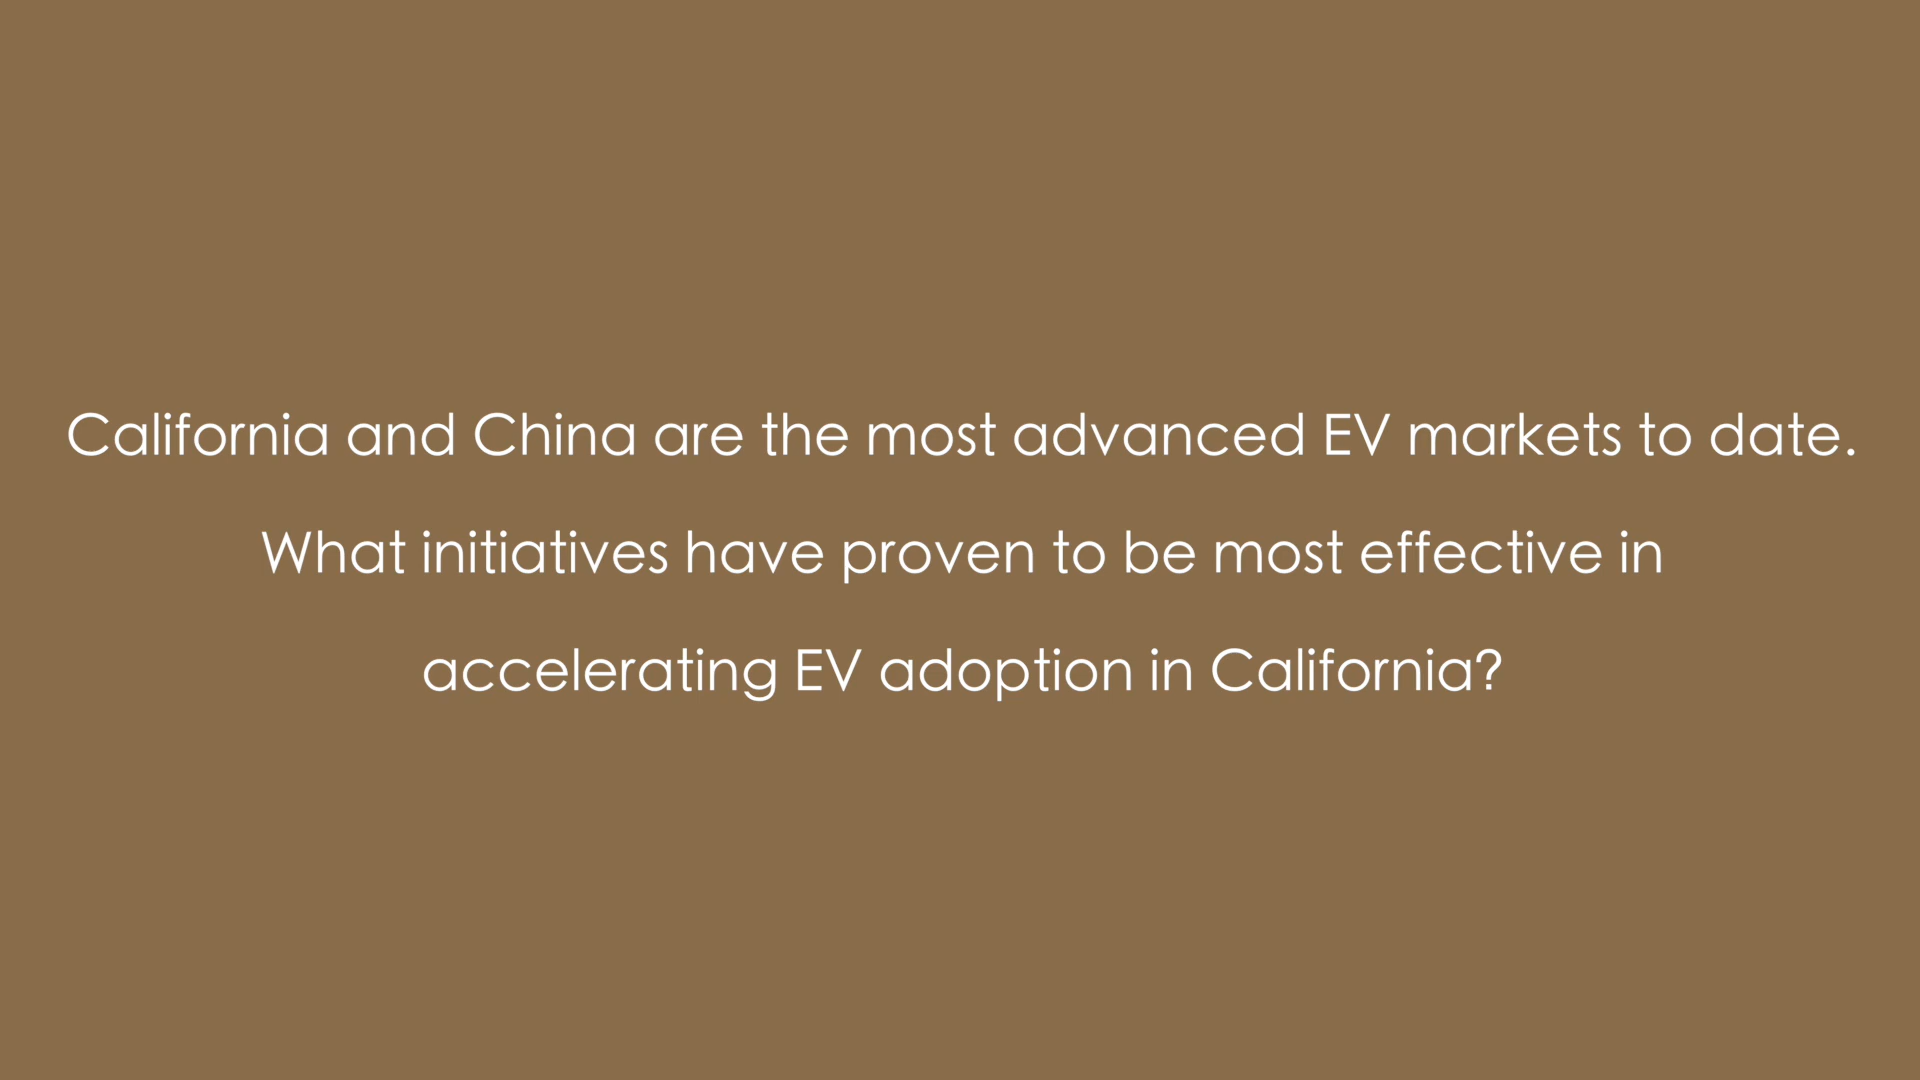 California and China are the most advanced EV markets to date.
What initiatives have proven to be most effective in
accelerating EV adoption in California?